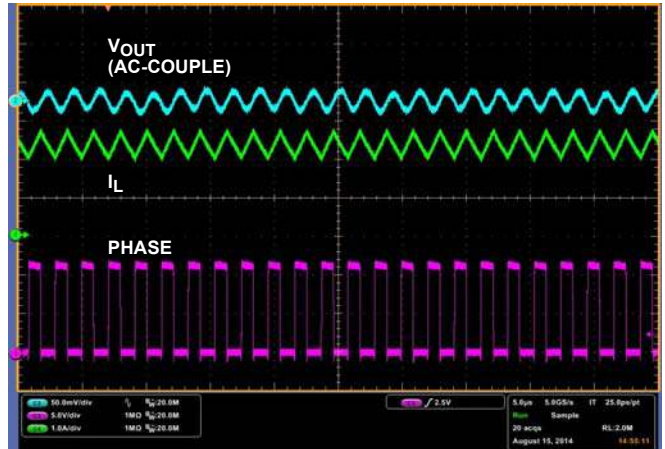 VOUT
(AC-COUPLE)
IL
PHASE
50.0mV/div 20.0M
5.0V/div 1MΩ 20.0M
1.0A/div 1MΩ 20.0M
2.5V
5.0µs 5.0GS/s IT 25.0ps/pt
Run Sample
20 acqs RL:2.0M
August 15, 2014 14:55:11